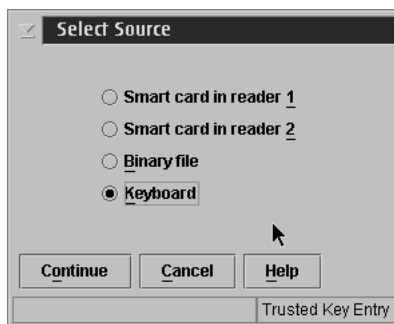 Select Source
Smart card in reader 1
Smart card in reader 2
Binary file
Keyboard
Continue Cancel Help
Trusted Key Entry